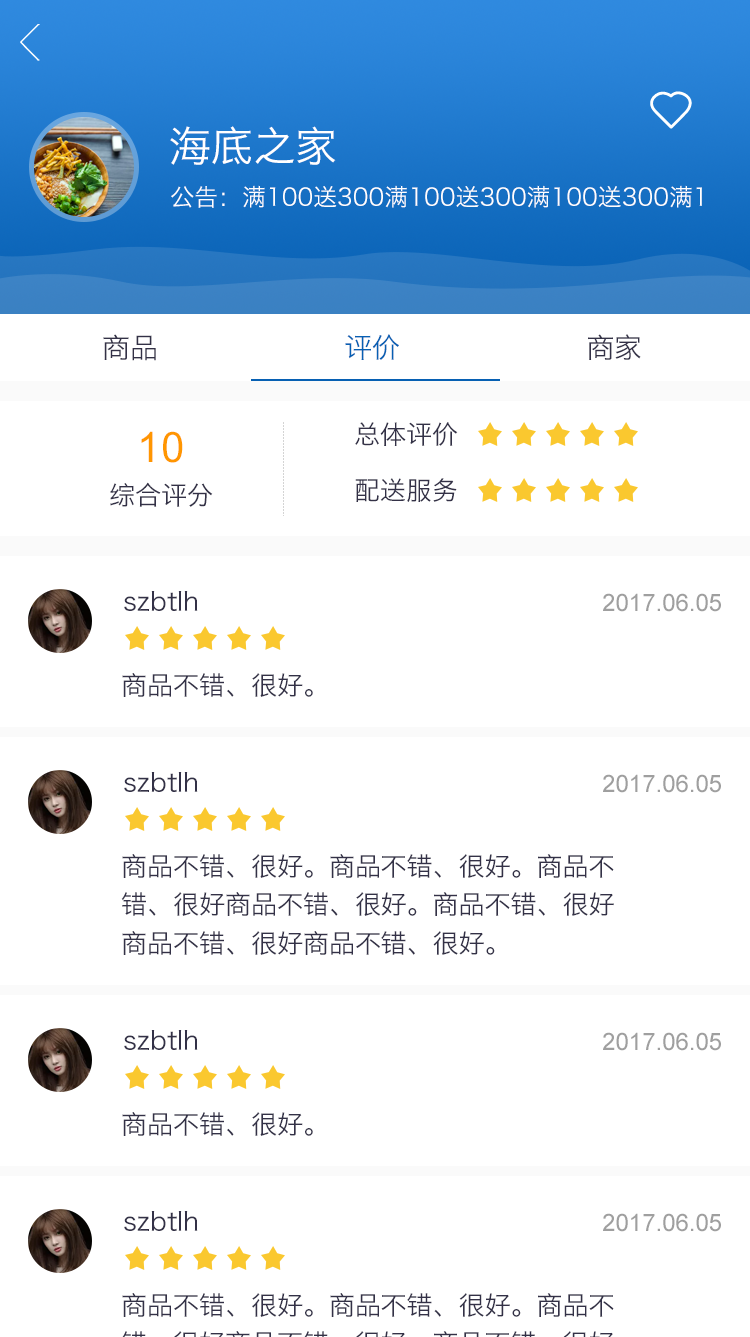 海底之家
公告：满100送300满100送300满100送300满1
商品
评价
商家
10
综合评分
总体评价
配送服务
szbtlh
2017.06.05
商品不错、很好。
szbtlh
2017.06.05
商品不错、很好。商品不错、很好。商品不
错、很好商品不错、很好。商品不错、很好
商品不错、很好商品不错、很好。
szbtlh
2017.06.05
商品不错、很好。
szbtlh
2017.06.05
商品不错、很好。商品不错、很好。商品不